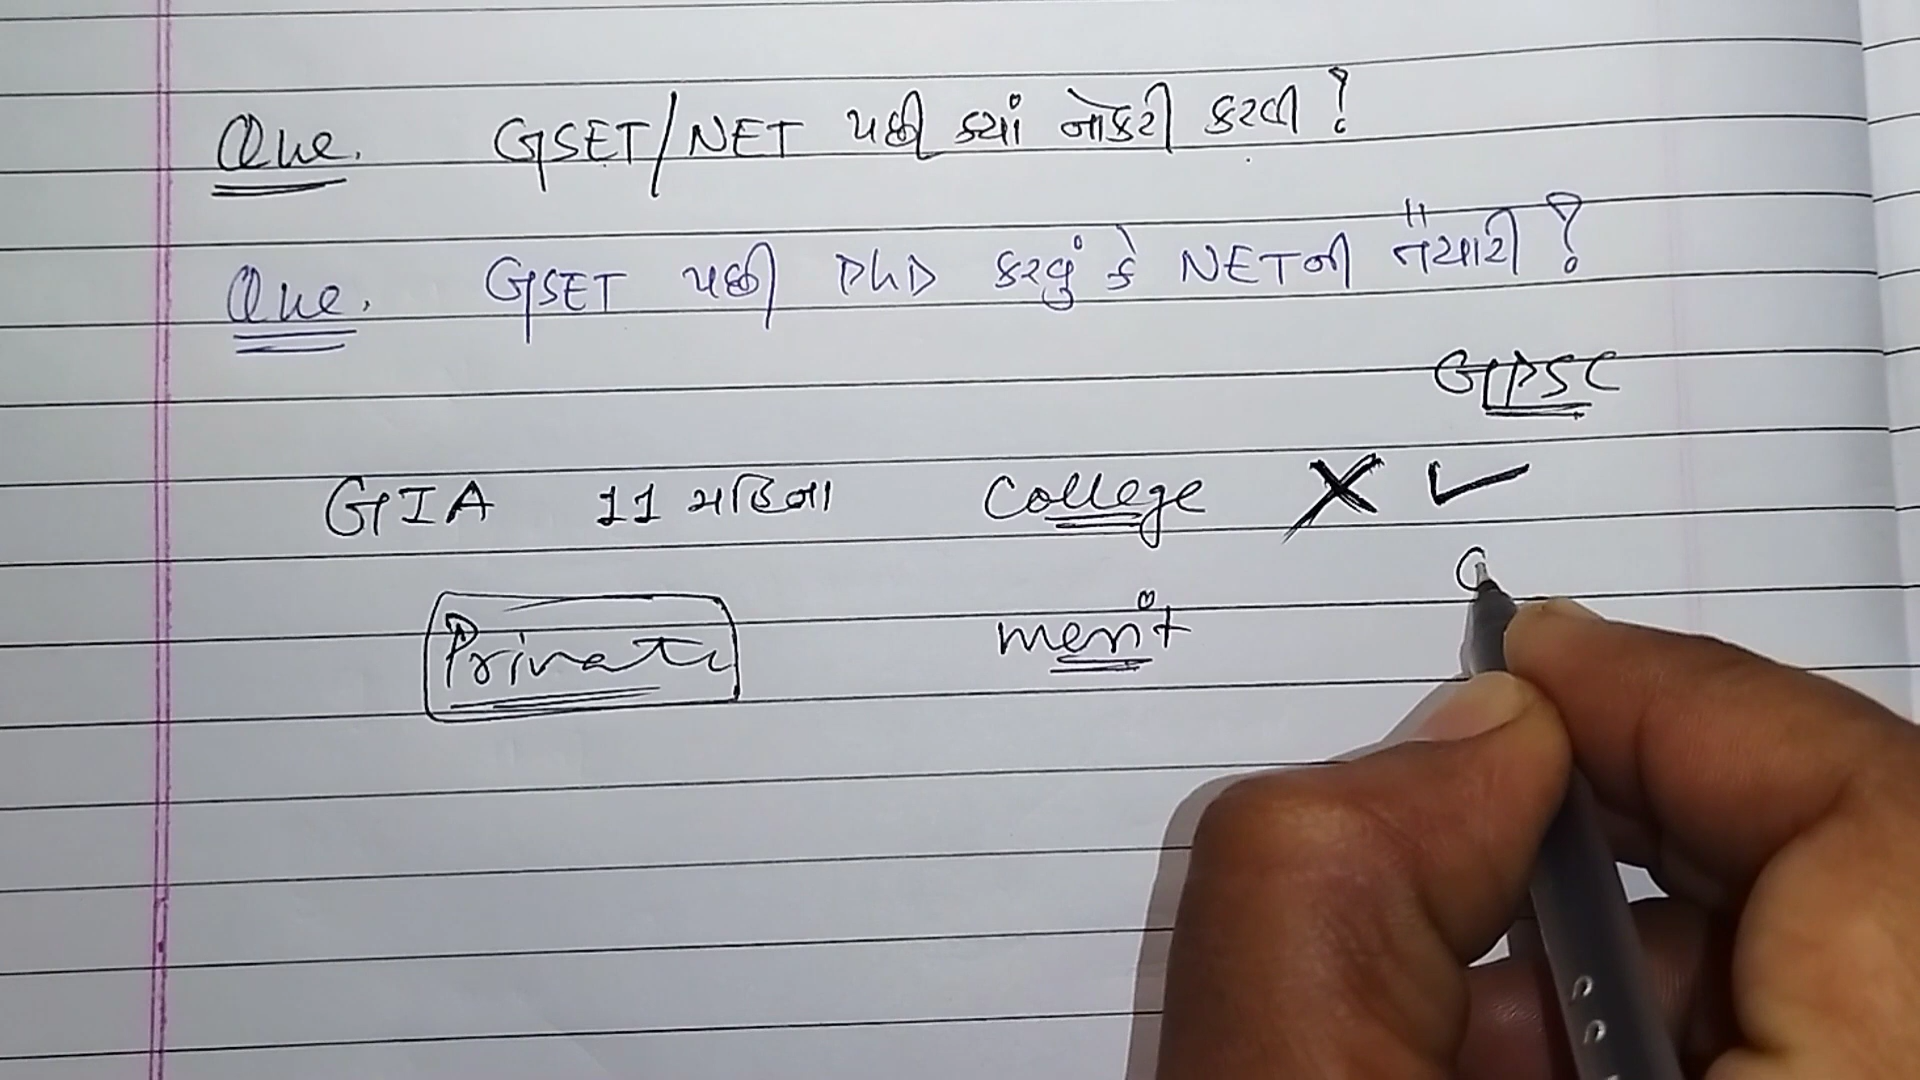 Que. GSET/NET પછી ક્યાં નોકરી કરવી?
Que. GSET પછી PhD કરવું કે NETની તૈયારી?
GPSC
GIA 11 મહિના College X ✓
Private merit